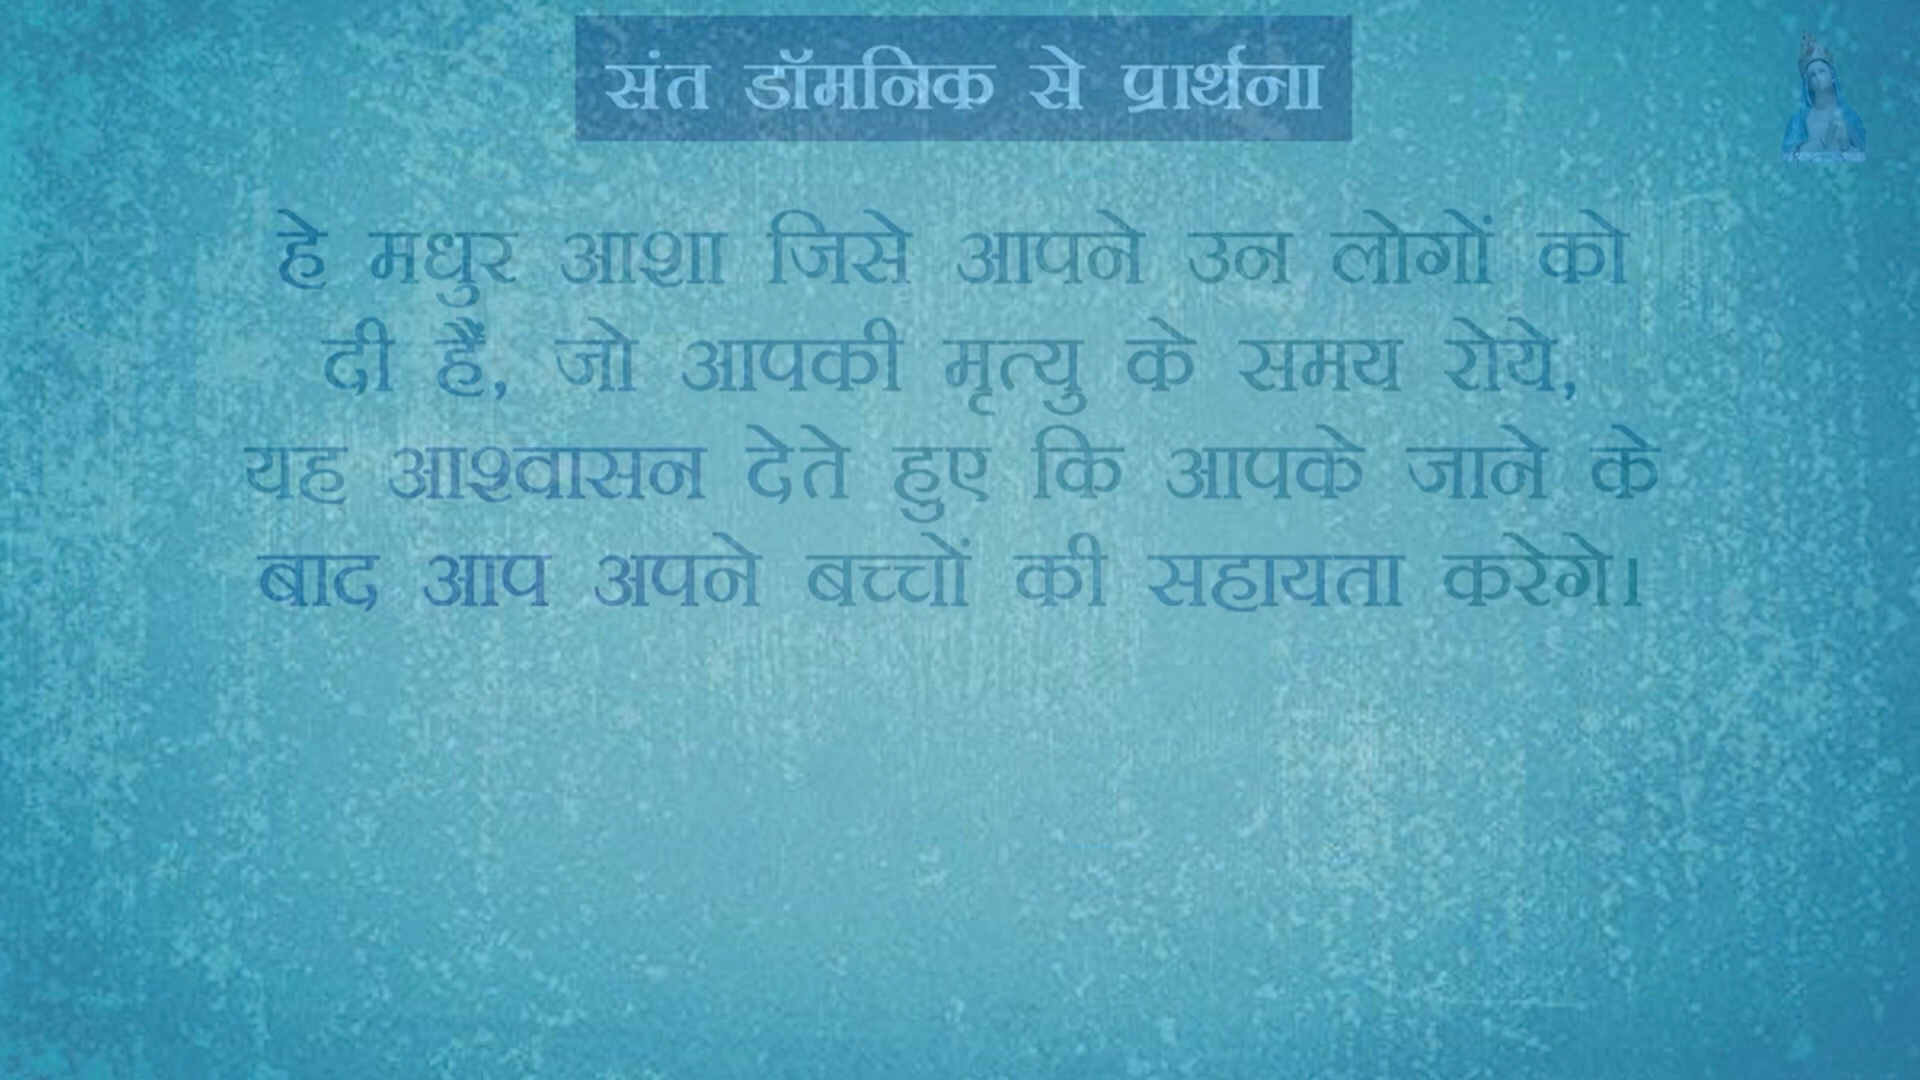 संत डॉमनिक से प्रार्थना
हे मधुर आशा जिसे आपने उन लोगों को
दी हैं, जो आपकी मृत्यु के समय रोये,
यह आश्वासन देते हुए कि आपके जाने के
बाद आप अपने बच्चों की सहायता करेगे।